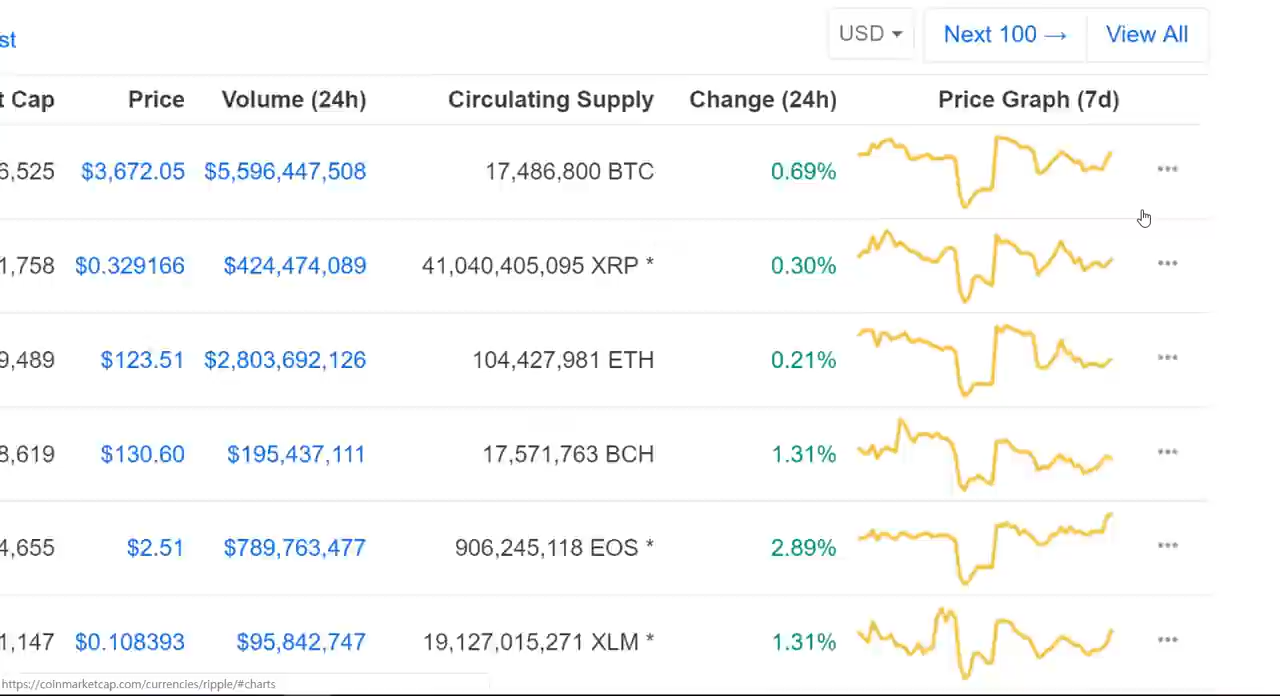 st
USD Next 100 → View All
t Cap Price Volume (24h) Circulating Supply Change (24h) Price Graph (7d)
6,525 $3,672.05 $5,596,447,508 17,486,800 BTC 0.69%
1,758 $0.329166 $424,474,089 41,040,405,095 XRP * 0.30%
9,489 $123.51 $2,803,692,126 104,427,981 ETH 0.21%
8,619 $130.60 $195,437,111 17,571,763 BCH 1.31%
4,655 $2.51 $789,763,477 906,245,118 EOS * 2.89%
1,147 $0.108393 $95,842,747 19,127,015,271 XLM * 1.31%
https://coinmarketcap.com/currencies/ripple/#charts